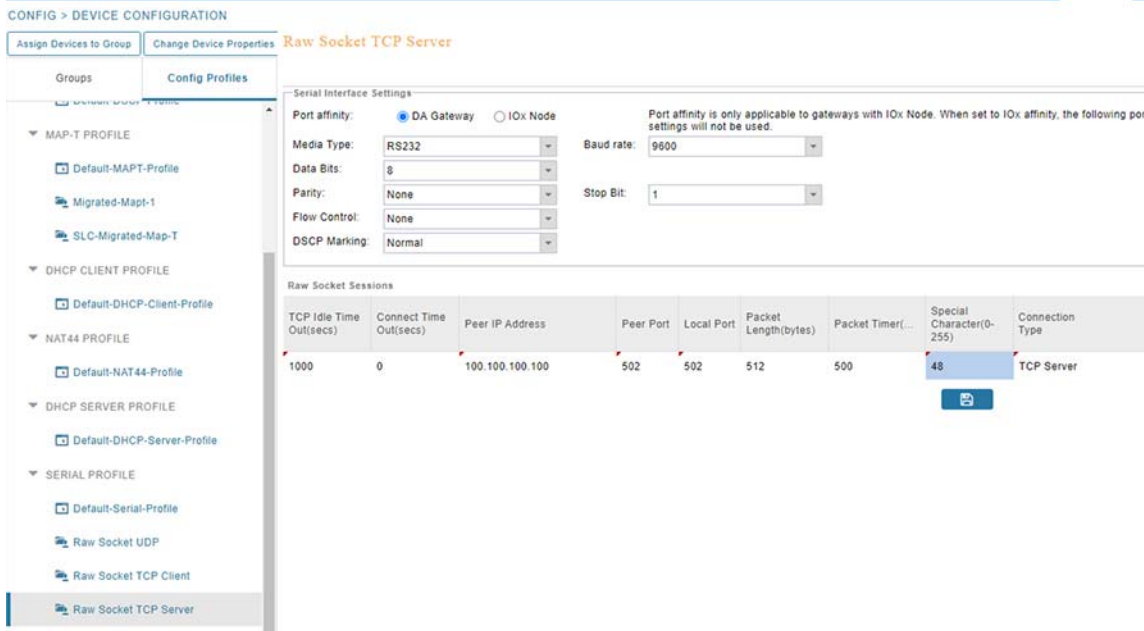 CONFIG > DEVICE CONFIGURATION
Assign Devices to Group
Change Device Properties
Groups
Config Profiles
MAP-T PROFILE
Default-MAPT-Profile
Migrated-Mapt-1
SLC-Migrated-Map-T
DHCP CLIENT PROFILE
Default-DHCP-Client-Profile
NAT44 PROFILE
Default-NAT44-Profile
DHCP SERVER PROFILE
Default-DHCP-Server-Profile
SERIAL PROFILE
Default-Serial-Profile
Raw Socket UDP
Raw Socket TCP Client
Raw Socket TCP Server
Raw Socket TCP Server
Serial Interface Settings
Port affinity: DA Gateway IOx Node
Port affinity is only applicable to gateways with IOx Node. When set to IOx affinity, the following por
settings will not be used.
Media Type: RS232 Baud rate: 9600
Data Bits: 8
Parity: None Stop Bit: 1
Flow Control: None
DSCP Marking: Normal
Raw Socket Sessions
TCP Idle Time Out(secs) Connect Time Out(secs) Peer IP Address Peer Port Local Port Packet Length(bytes) Packet Timer(... Special Character(0-255) Connection Type
1000 0 100.100.100.100 502 502 512 500 48 TCP Server